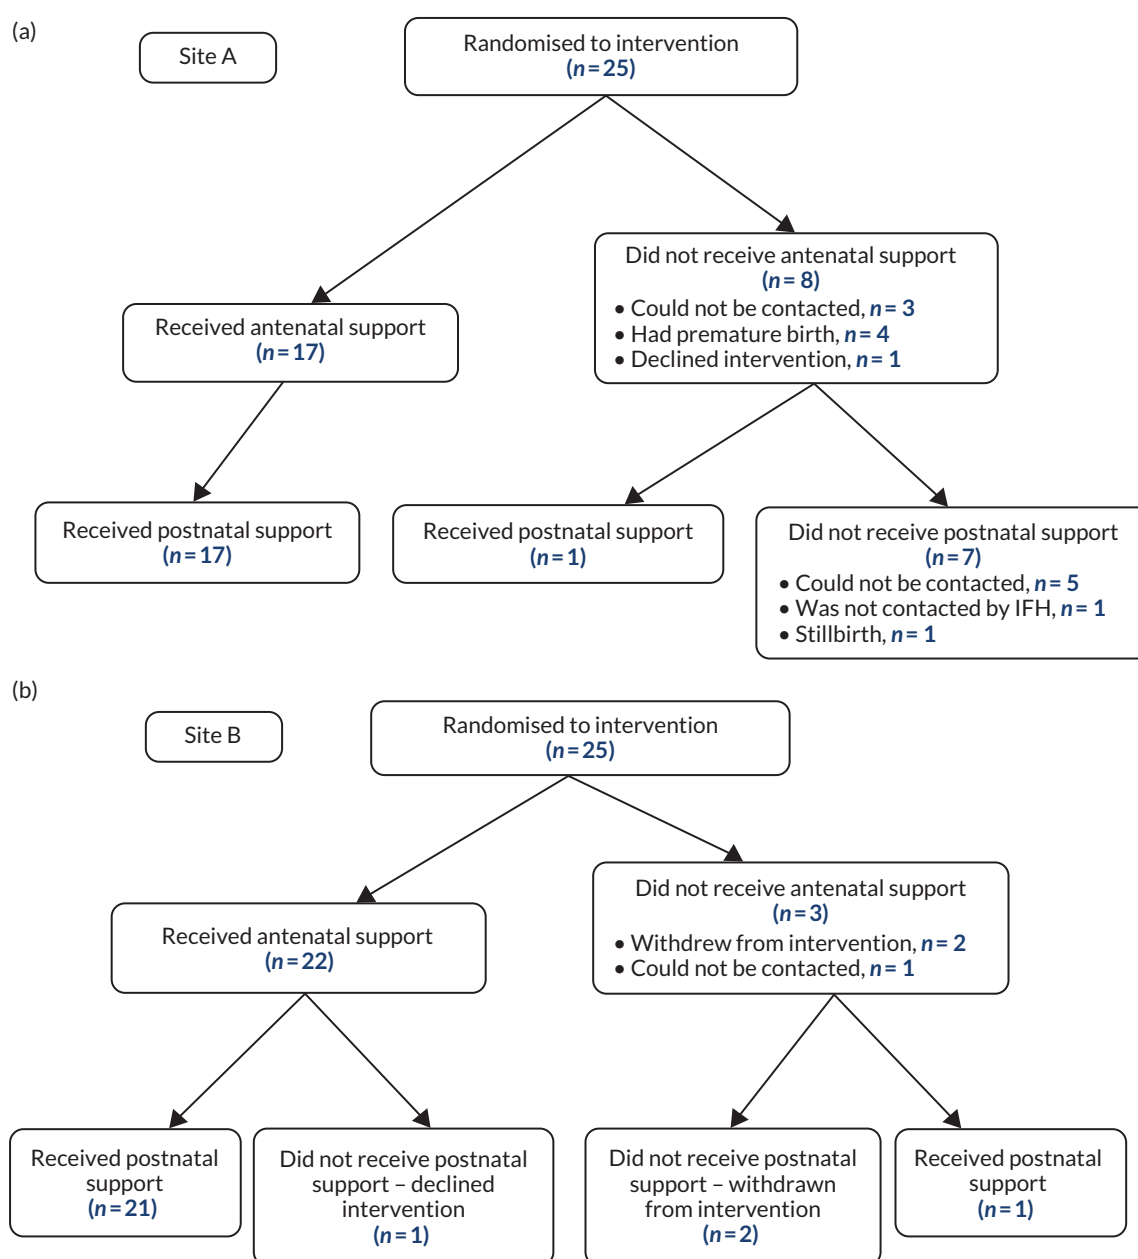 (a)
Site A
Randomised to intervention
(n = 25)
Did not receive antenatal support
(n = 8)
• Could not be contacted, n = 3
• Had premature birth, n = 4
• Declined intervention, n = 1
Received antenatal support
(n = 17)
Received postnatal support
(n = 17)
Received postnatal support
(n = 1)
Did not receive postnatal support
(n = 7)
• Could not be contacted, n = 5
• Was not contacted by IFH, n = 1
• Stillbirth, n = 1
(b)
Site B
Randomised to intervention
(n = 25)
Did not receive antenatal support
(n = 3)
• Withdrew from intervention, n = 2
• Could not be contacted, n = 1
Received antenatal support
(n = 22)
Received postnatal
support
(n = 21)
Did not receive postnatal
support – declined
intervention
(n = 1)
Did not receive postnatal
support – withdrawn
from intervention
(n = 2)
Received postnatal
support
(n = 1)